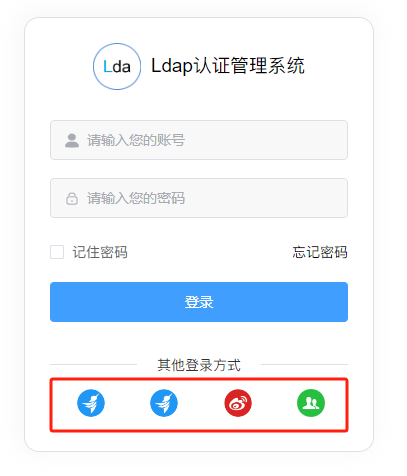 Lda Ldap认证管理系统
请输入您的账号
请输入您的密码
记住密码 忘记密码
登录
其他登录方式